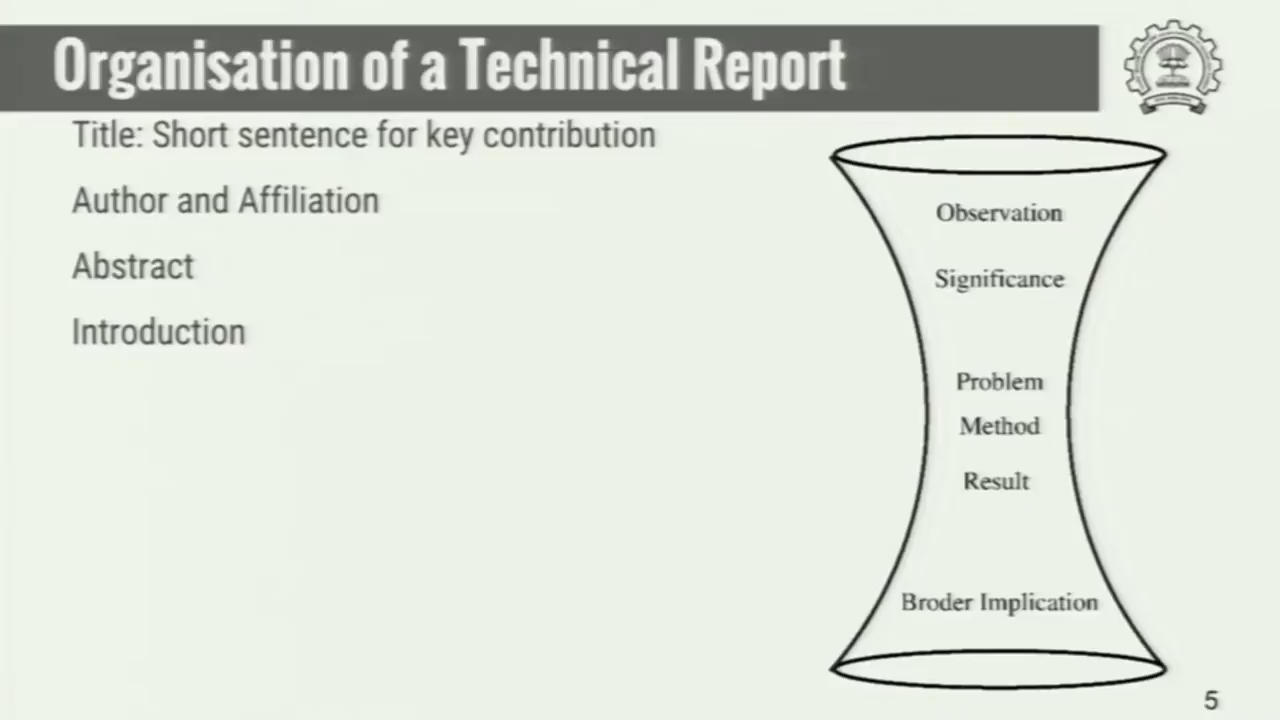 Organisation of a Technical Report
Title: Short sentence for key contribution
Author and Affiliation
Abstract
Introduction
Observation
Significance
Problem
Method
Result
Broder Implication
5